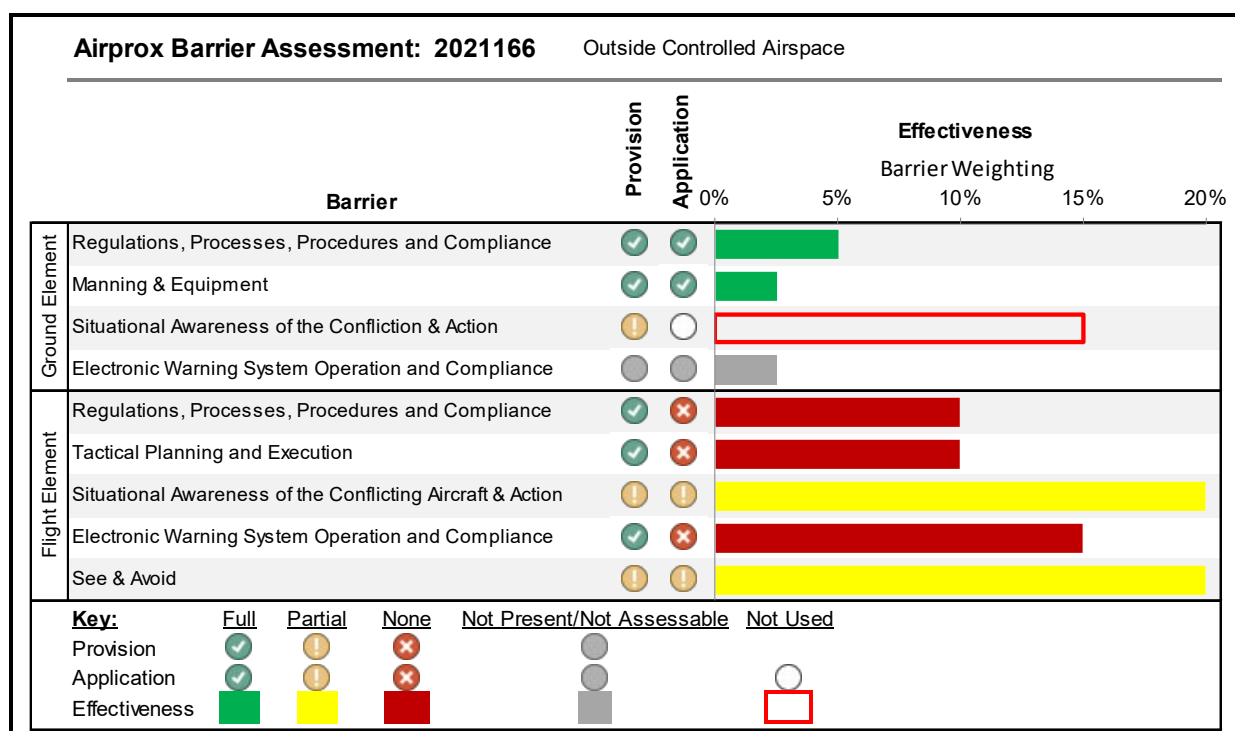 Airprox Barrier Assessment: 2021166 Outside Controlled Airspace
Provision
Application
Effectiveness
Barrier Weighting
Barrier
0% 5% 10% 15% 20%
Ground Element
Regulations, Processes, Procedures and Compliance
Manning & Equipment
Situational Awareness of the Confliction & Action
Electronic Warning System Operation and Compliance
Flight Element
Regulations, Processes, Procedures and Compliance
Tactical Planning and Execution
Situational Awareness of the Conflicting Aircraft & Action
Electronic Warning System Operation and Compliance
See & Avoid
Key: Full Partial None Not Present/Not Assessable Not Used
Provision
Application
Effectiveness